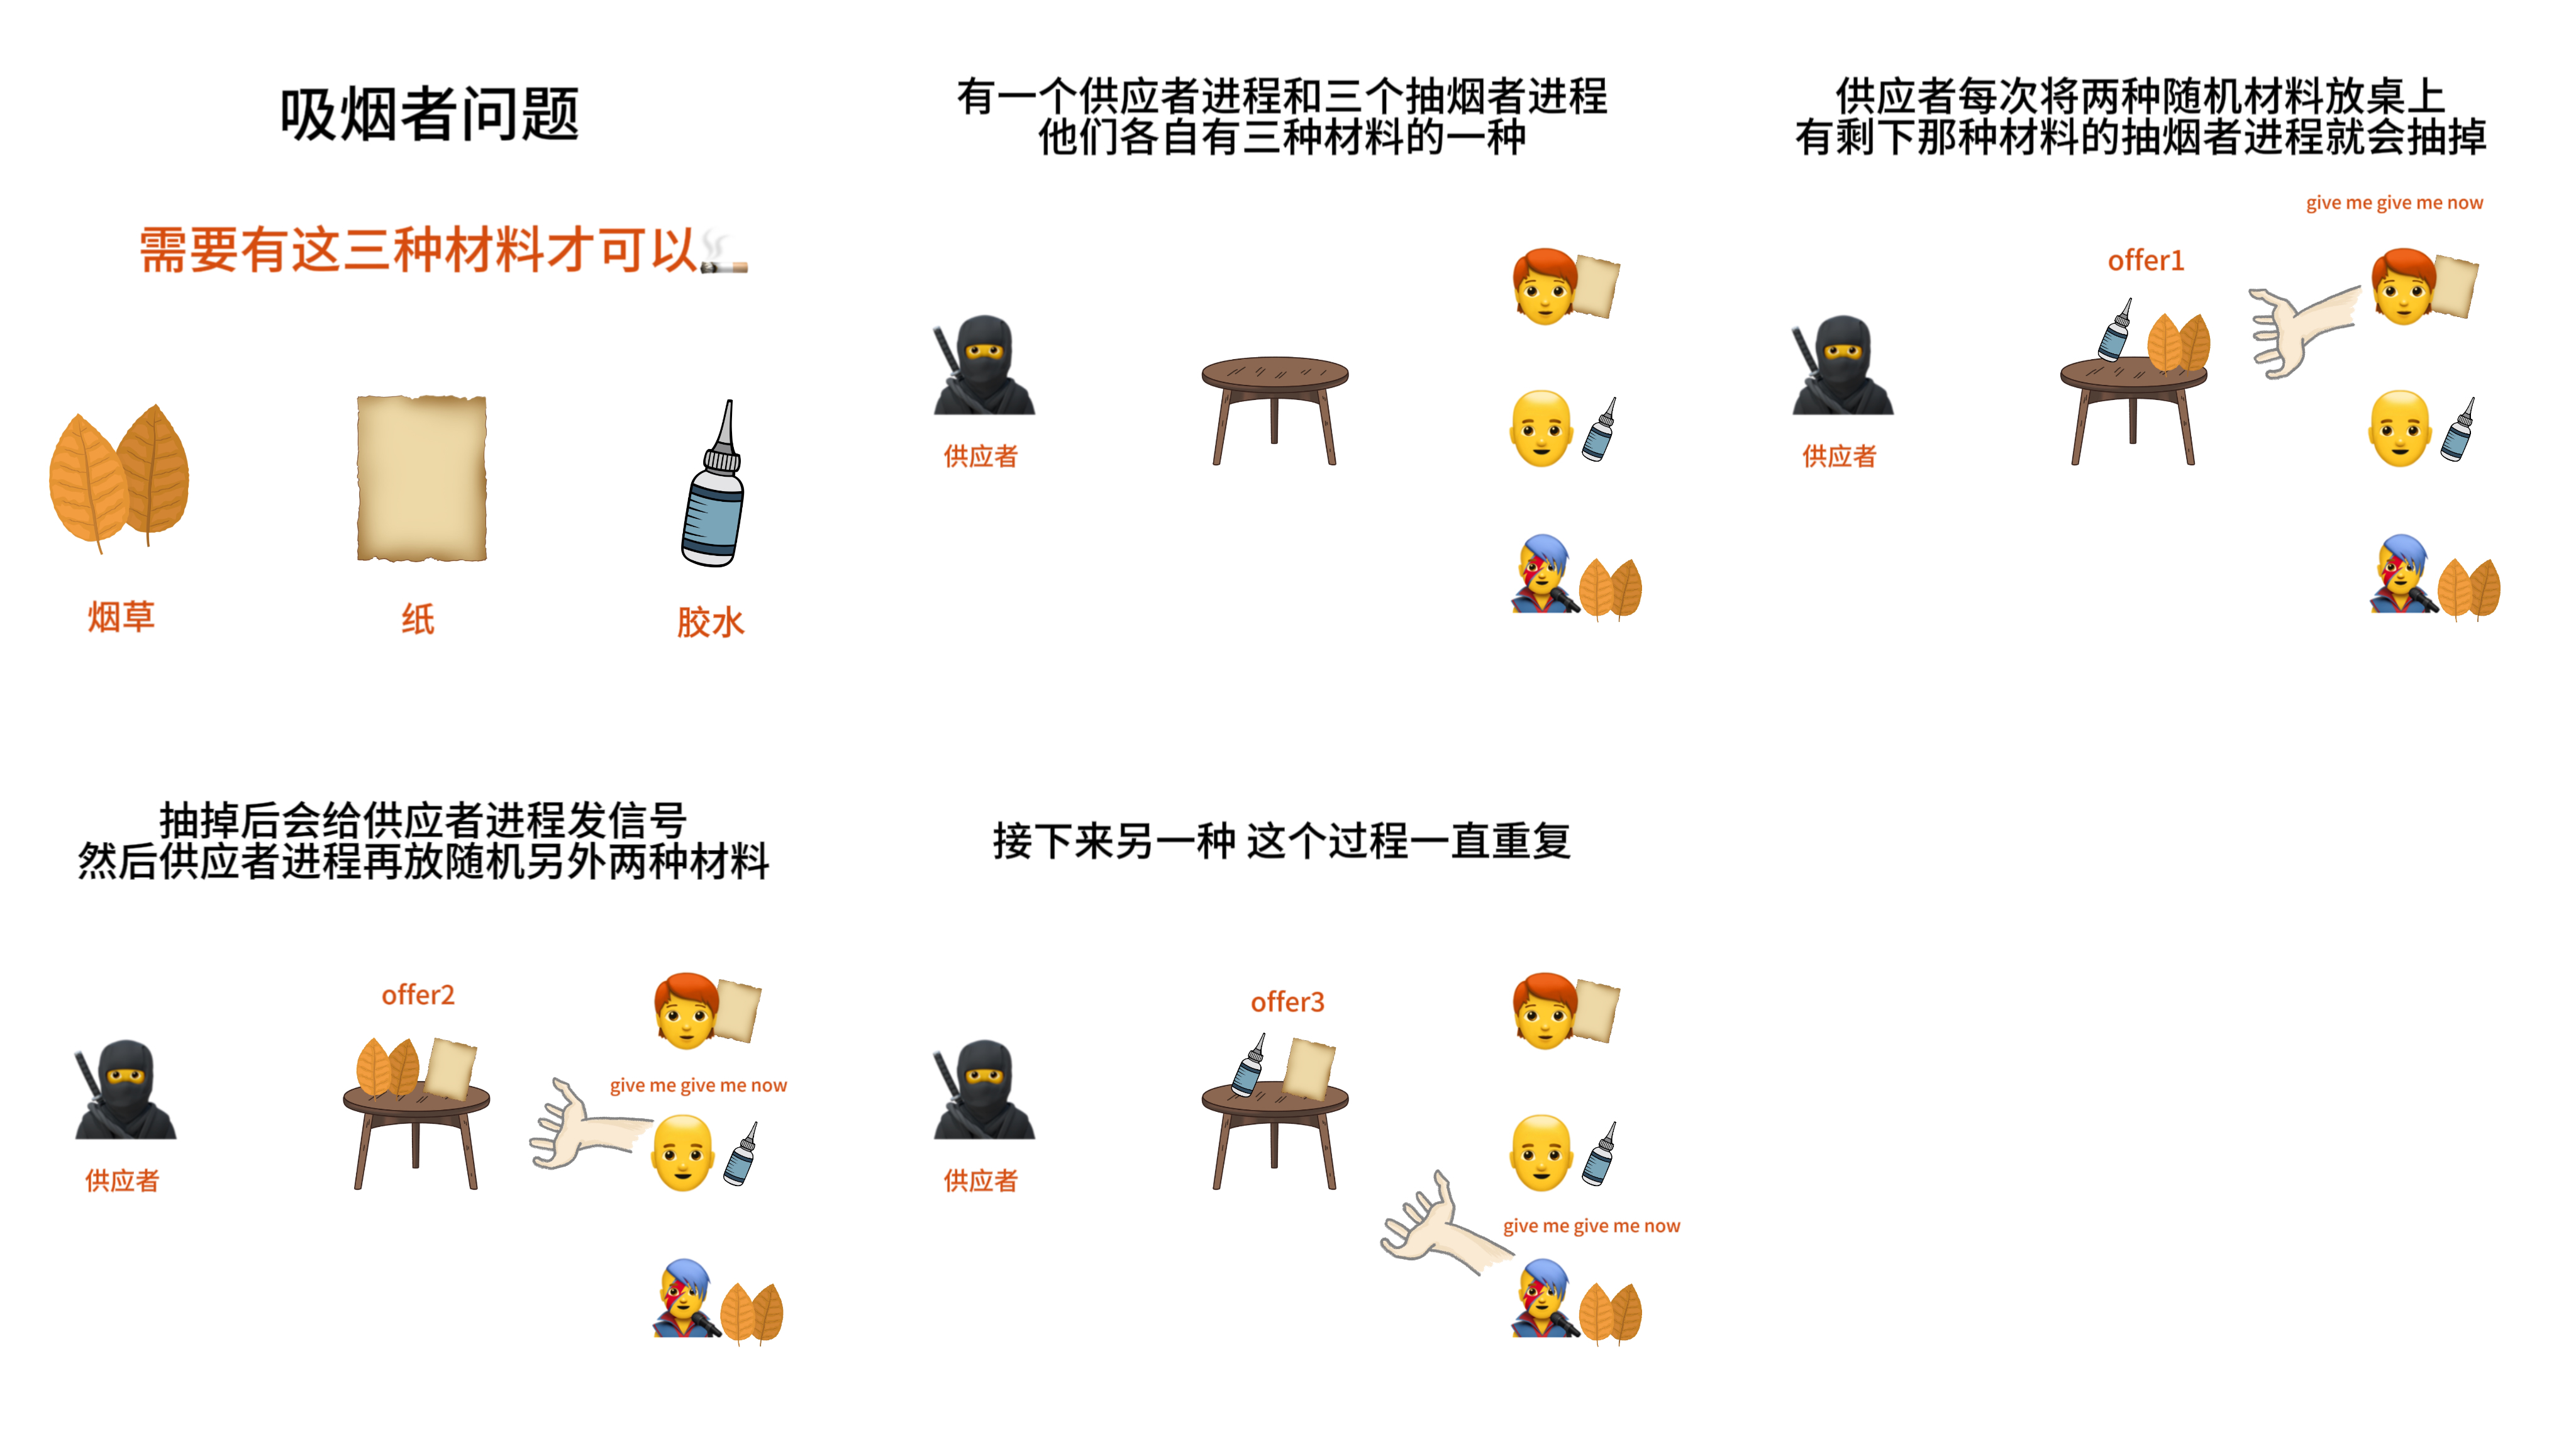 吸烟者问题
需要有这三种材料才可以
烟草
纸
胶水
有一个供应者进程和三个抽烟者进程
他们各自有三种材料的一种
供应者
供应者每次将两种随机材料放桌上
有剩下那种材料的抽烟者进程就会抽掉
give me give me now
offer1
供应者
抽掉后会给供应者进程发信号
然后供应者进程再放随机另外两种材料
offer2
give me give me now
供应者
接下来另一种 这个过程一直重复
offer3
供应者
give me give me now